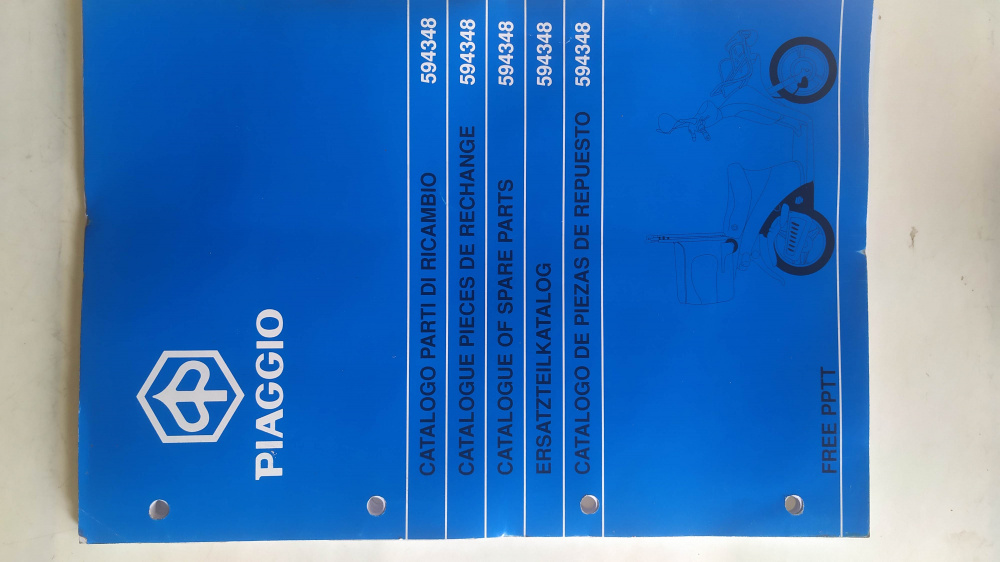 PIAGGIO
CATALOGO PARTI DI RICAMBIO 594348
CATALOGUE PIECES DE RECHANGE 594348
CATALOGUE OF SPARE PARTS 594348
ERSATZTEILKATALOG 594348
CATALOGO DE PIEZAS DE REPUESTO 594348
FREE PPTT